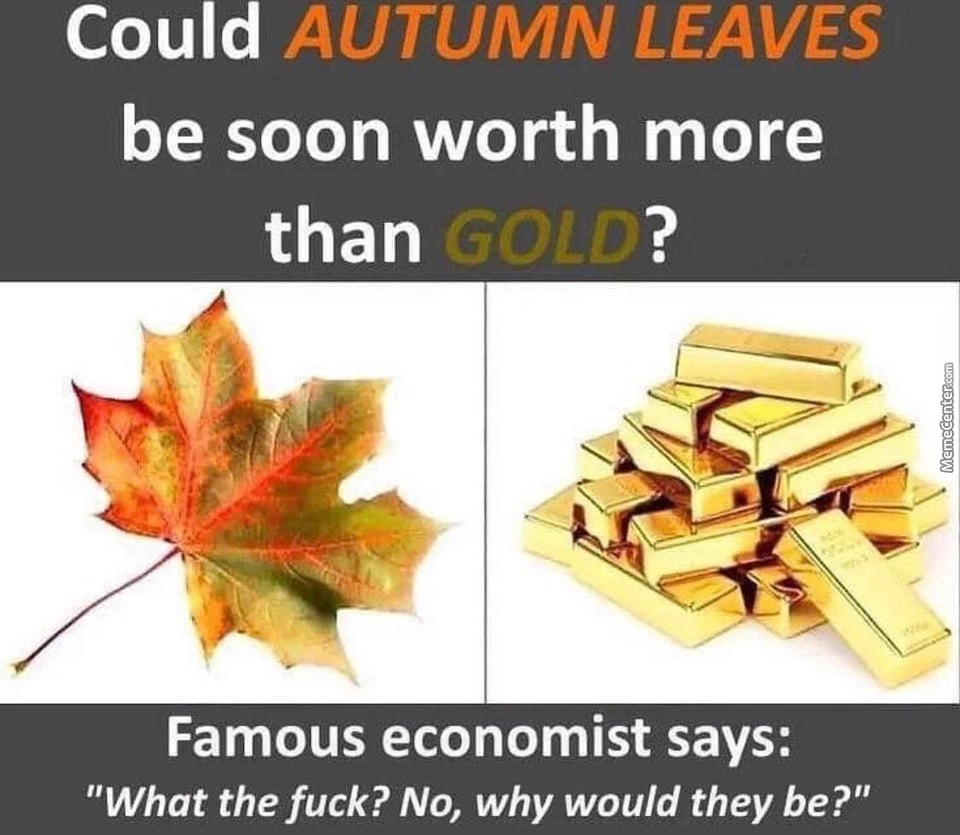 Could AUTUMN LEAVES
be soon worth more
than GOLD?
MemeCenter.com
Famous economist says:
"What the fuck? No, why would they be?"